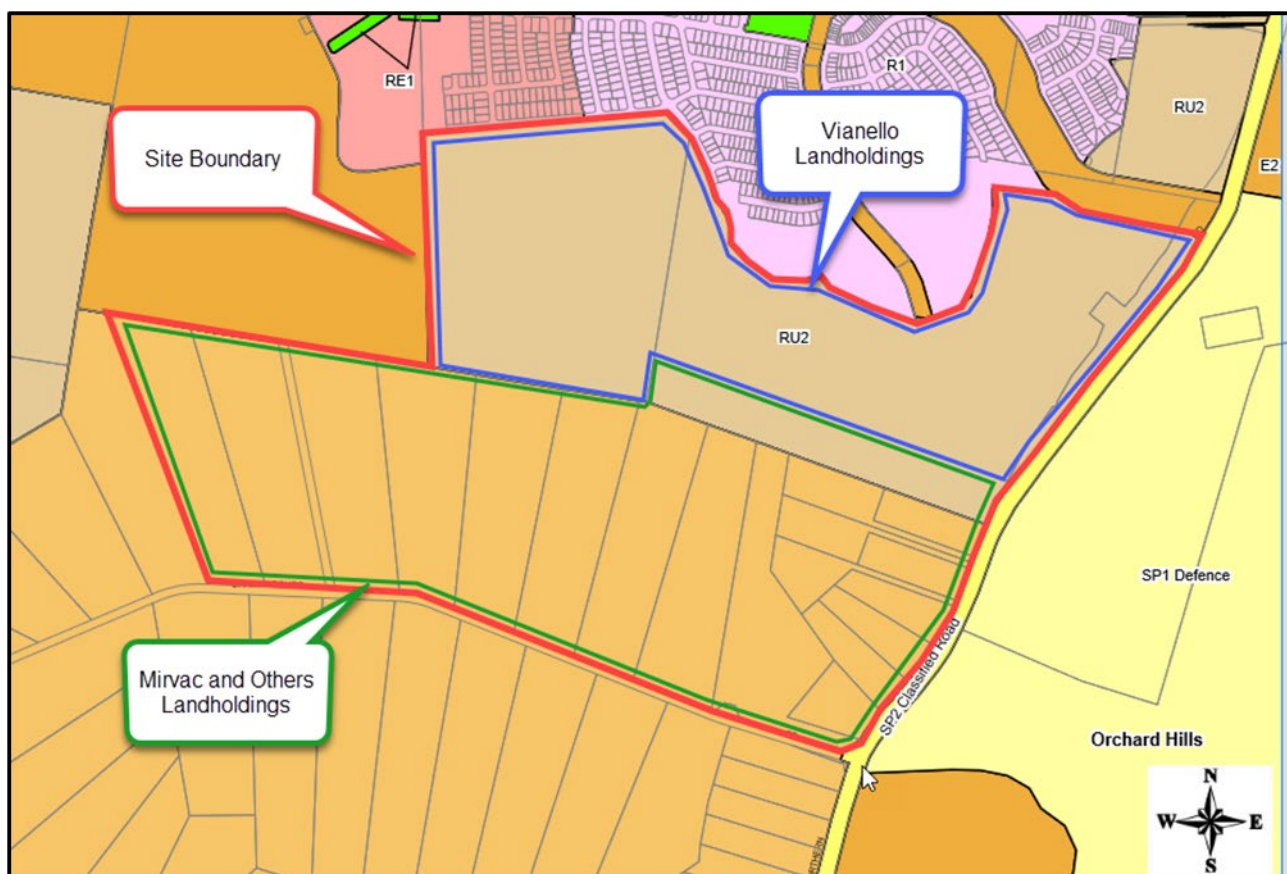 RE1
R1
RU2
E2
Site Boundary
Vianello
Landholdings
RU2
SP1 Defence
Mirvac and Others
Landholdings
SP2 Classified Road
Orchard Hills
N
W E
S